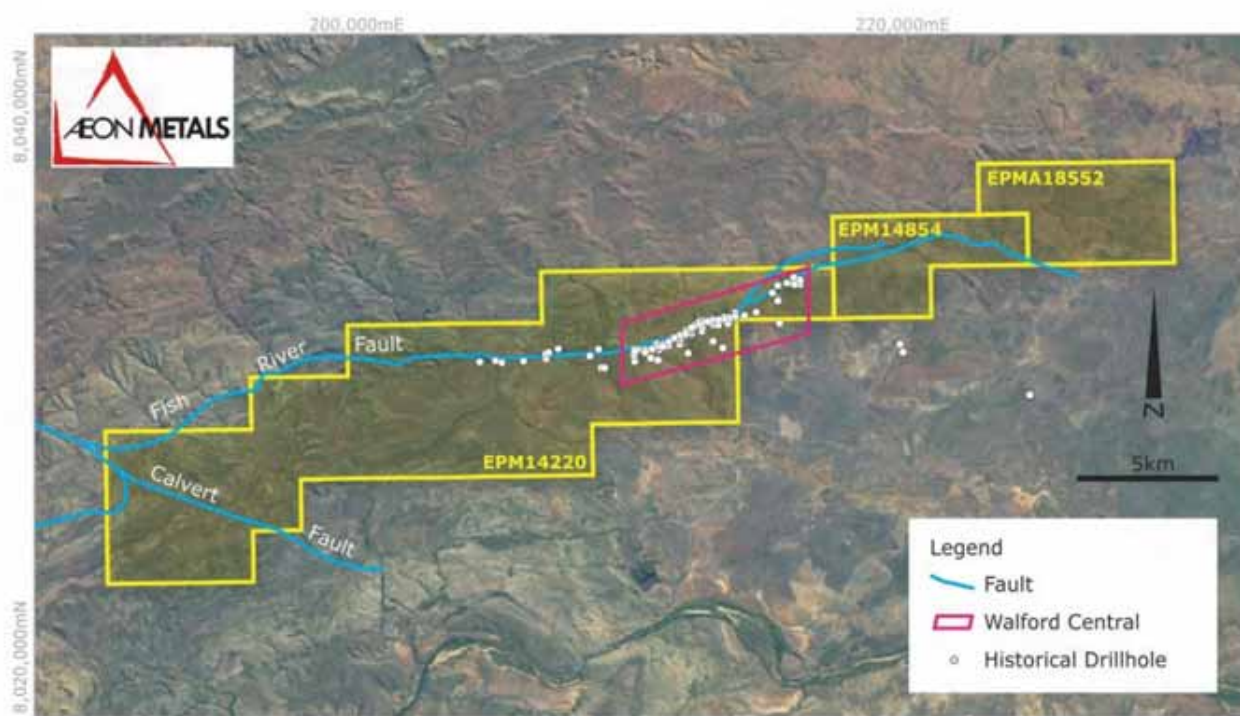 200,000mE
220,000mE
8,040,000mN
ÆON METALS
EPMA18552
EPM14854
Fish River Fault
EPM14220
Calvert Fault
N
5km
8,020,000mN
Legend
Fault
Walford Central
Historical Drillhole